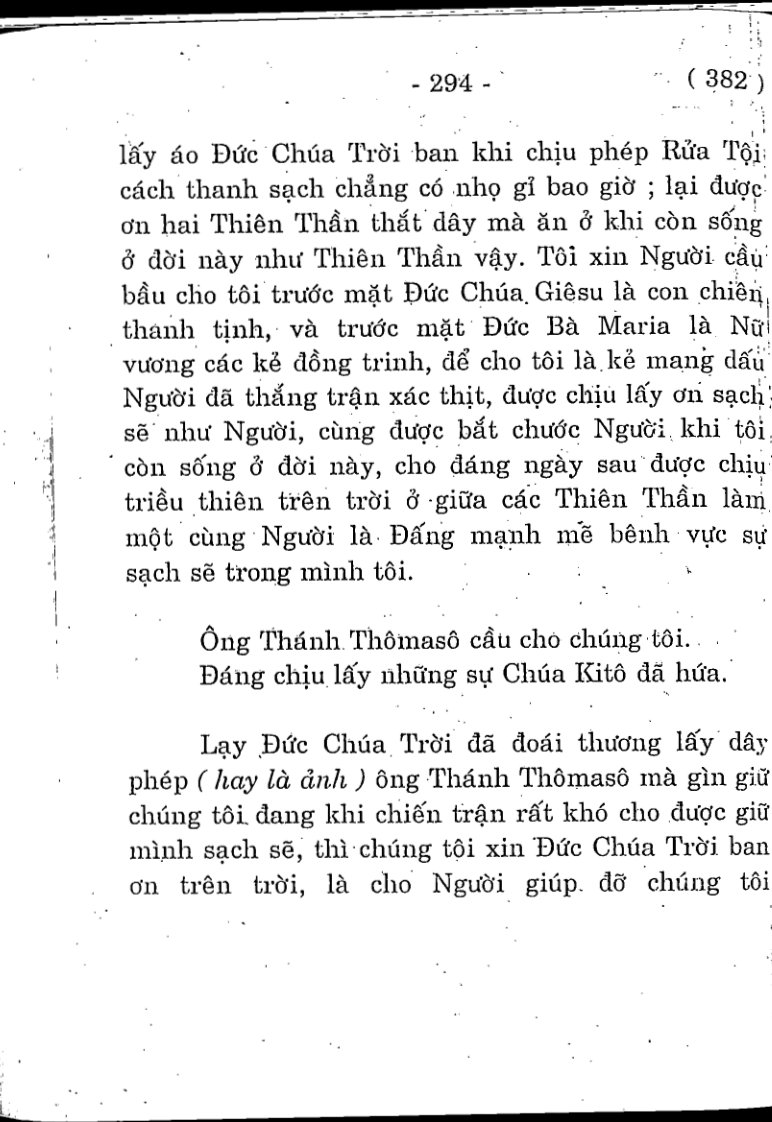 - 294 - ( 382 )
lấy áo Đức Chúa Trời ban khi chịu phép Rửa Tội
cách thanh sạch chẳng có nhọ gỉ bao giờ ; lại được
ơn hai Thiên Thần thắt dây mà ăn ở khi còn sống
ở đời này như Thiên Thần vậy. Tôi xin Người cầu
bầu cho tôi trước mặt Đức Chúa Giêsu là con chiên
thanh tịnh, và trước mặt Đức Bà Maria là Nữ
vương các kẻ đồng trinh, để cho tôi là kẻ mang dấu
Người đã thắng trận xác thịt, được chịu lấy ơn sạch
sẽ như Người, cùng được bắt chước Người khi tôi
còn sống ở đời này, cho đáng ngày sau được chịu
triều thiên trên trời ở giữa các Thiên Thần làm
một cùng Người là Đấng mạnh mẽ bênh vực sự
sạch sẽ trong mình tôi.
Ông Thánh Thômasô cầu cho chúng tôi.
Đáng chịu lấy những sự Chúa Kitô đã hứa.
Lạy Đức Chúa Trời đã đoái thương lấy dây
phép ( hay là ảnh ) ông Thánh Thômasô mà gìn giữ
chúng tôi đang khi chiến trận rất khó cho được giữ
mình sạch sẽ, thì chúng tôi xin Đức Chúa Trời ban
ơn trên trời, là cho Người giúp đỡ chúng tôi